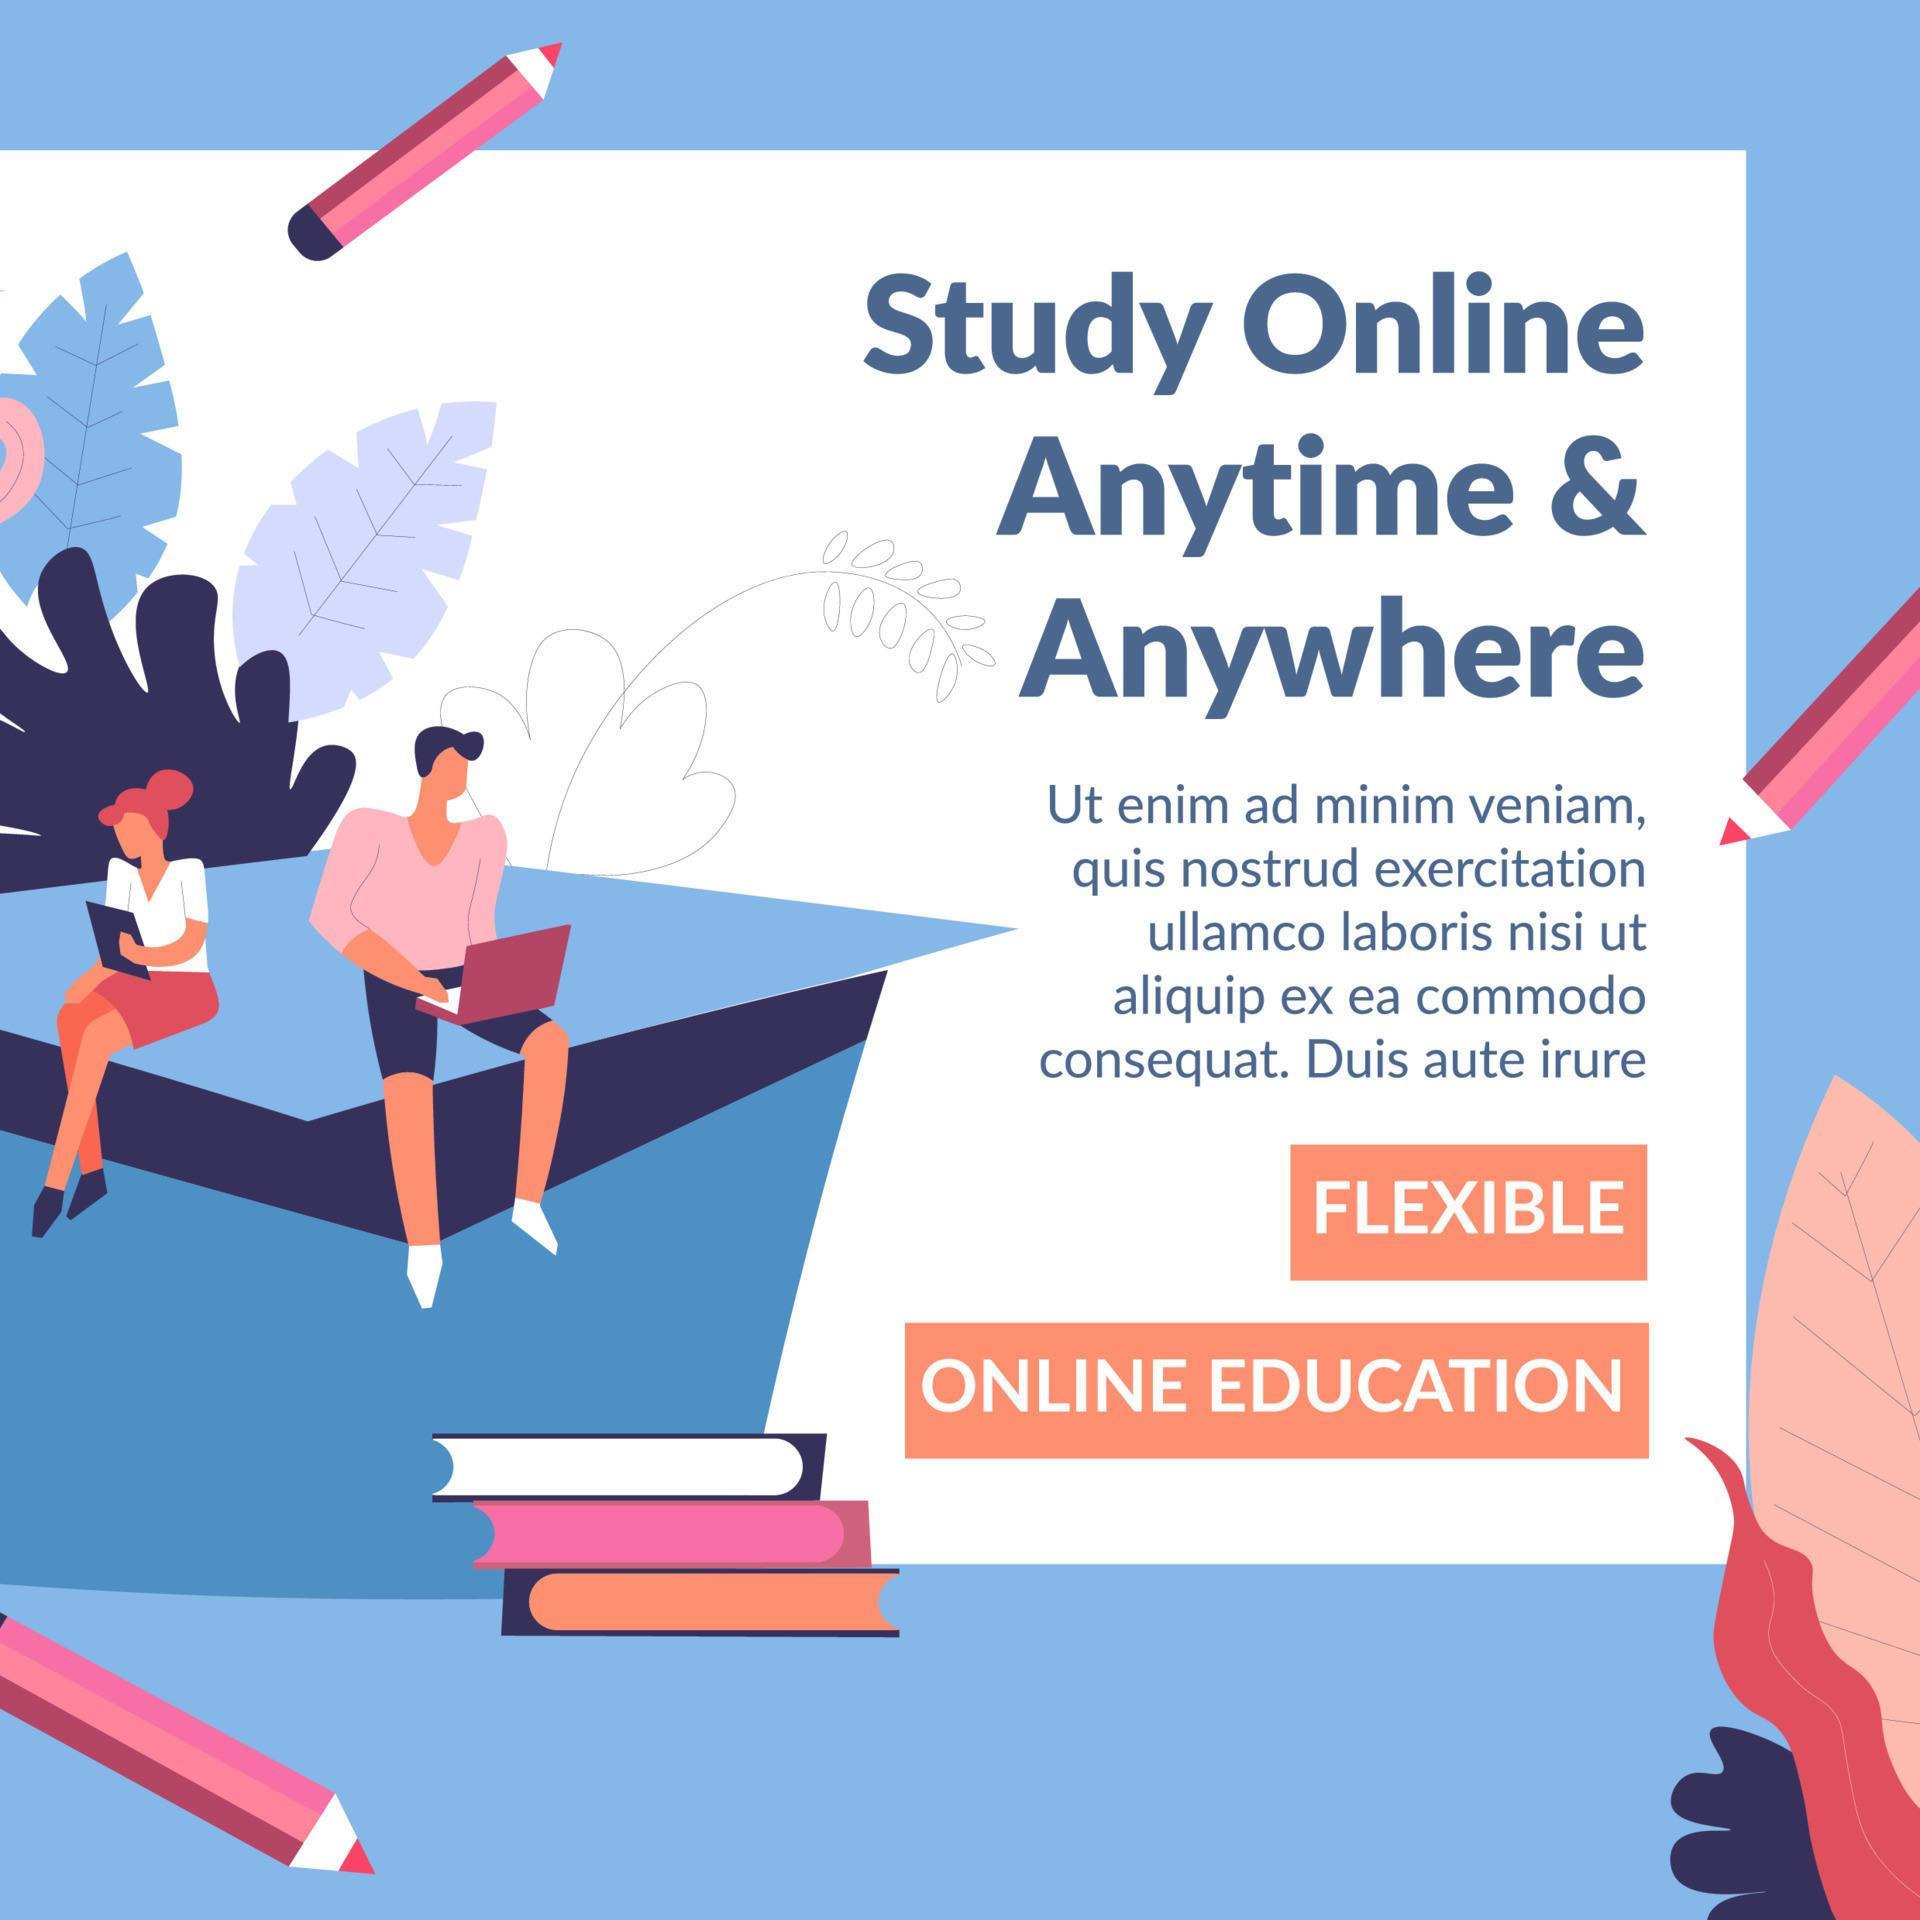 Study Online
Anytime &
Anywhere
Ut enim ad minim veniam,
quis nostrud exercitation
ullamco laboris nisi ut
aliquip ex ea commodo
consequat. Duis aute irure
FLEXIBLE
ONLINE EDUCATION